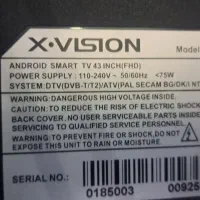 X·VISION
Model
ANDROID SMART TV 43 INCH(FHD)
POWER SUPPLY : 110-240V ~ 50/60Hz <75W
SYSTEM: DTV(DVB-T/T2)/ATV(PAL SECAM BG/DK/I NT
WARNING: DANGEROUS HIGH VOLTAGE INSIDE.
CAUTION: TO REDUCE THE RISK OF ELECTRIC SHOCK
BACK COVER. NO USER SERVICEABLE PARTS INSIDE
SERVICING TO QUALIFIED SERVICE PERSONNEL.
WARNING: TO PREVENT FIRE OR SHOCK, DO NOT
EXPOSE THIS UNIT TO RAIN OR MOISTURE.
0185003
00925